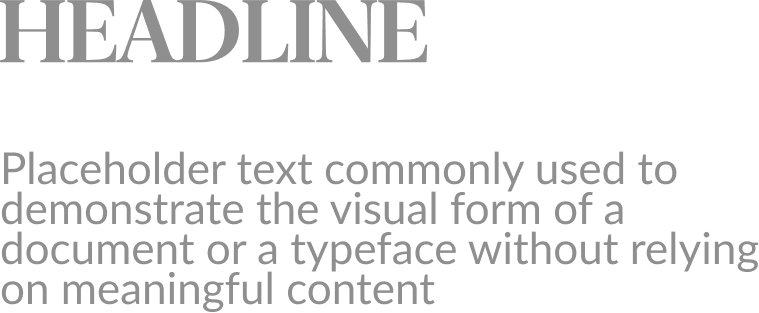 HEADLINE
Placeholder text commonly used to
demonstrate the visual form of a
document or a typeface without relying
on meaningful content